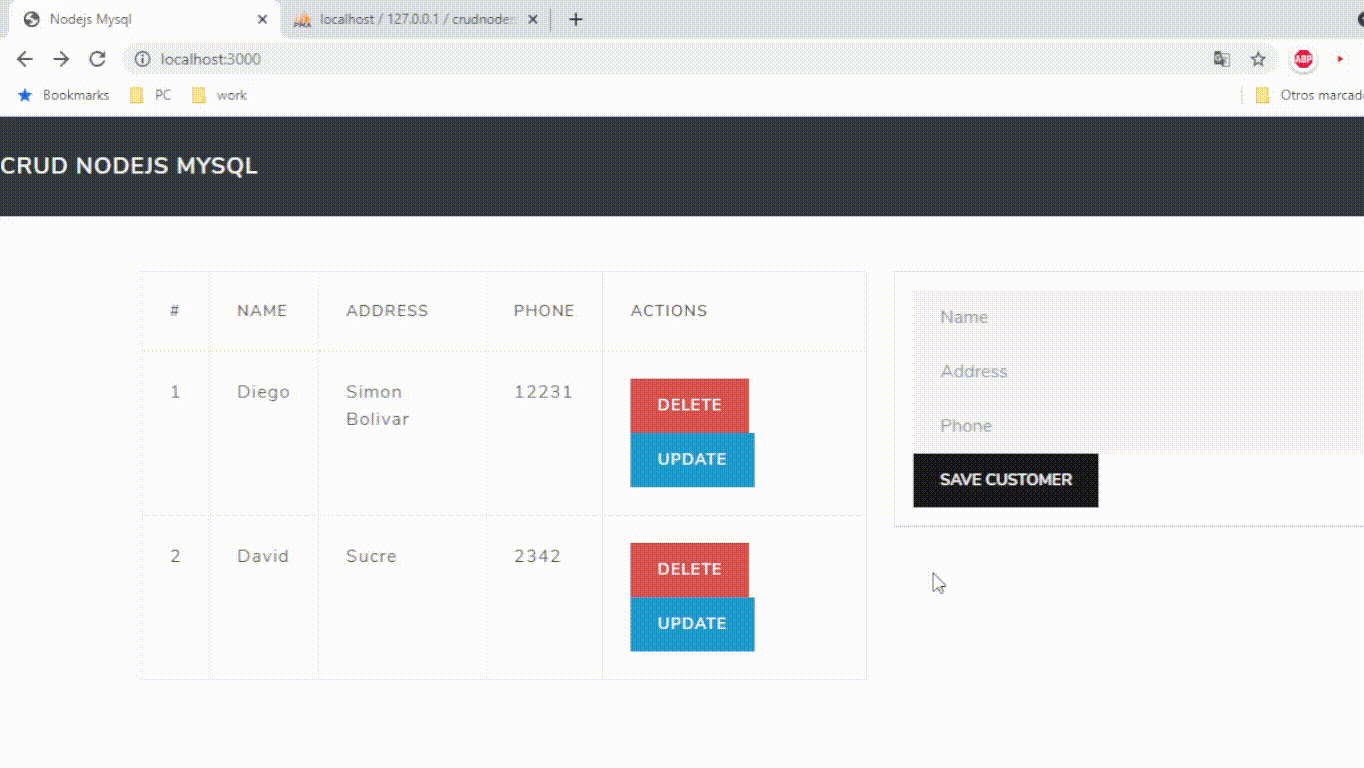 Nodejs Mysql
localhost / 127.0.0.1 / crudnode
localhost:3000
ABP
Bookmarks PC work Otros marcad
CRUD NODEJS MYSQL
# NAME ADDRESS PHONE ACTIONS
1 Diego Simon Bolivar 12231 DELETE
UPDATE
2 David Sucre 2342 DELETE
UPDATE
Name
Address
Phone
SAVE CUSTOMER